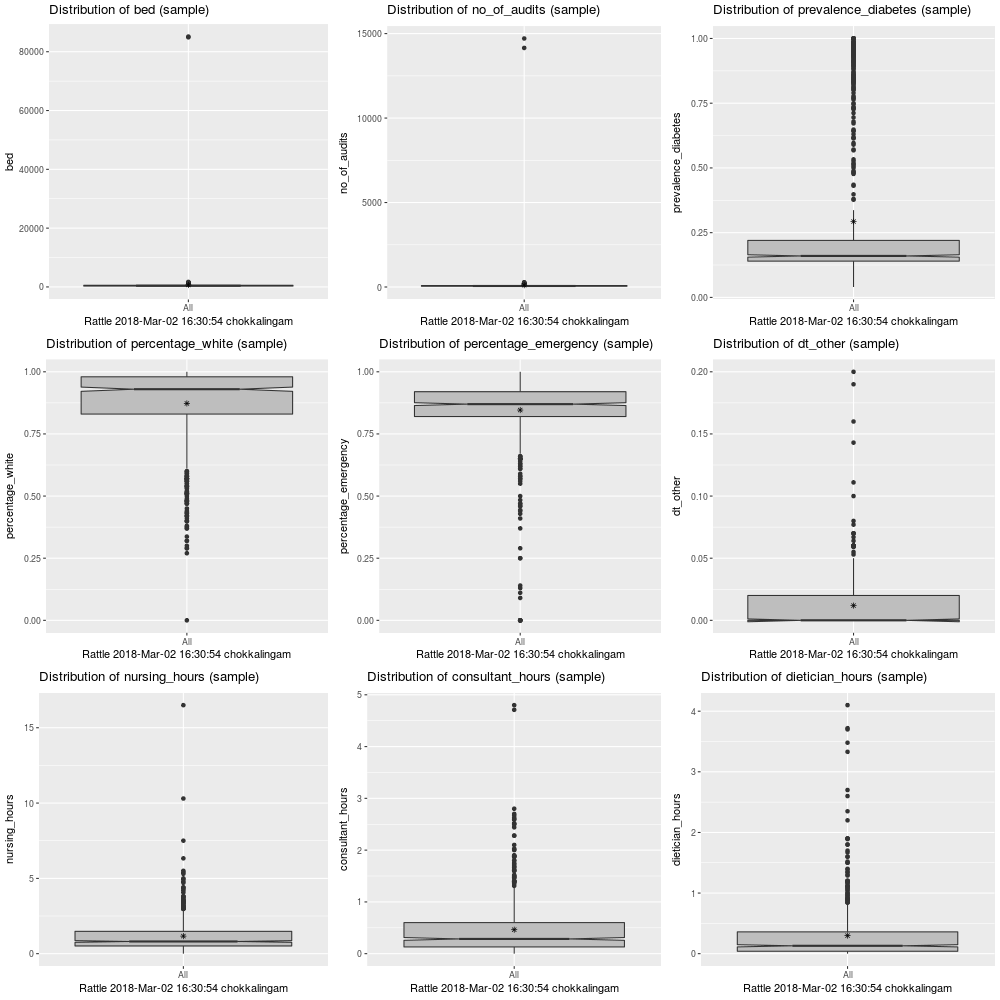 Distribution of bed (sample)
bed
80000
60000
40000
20000
0
All
Rattle 2018-Mar-02 16:30:54 chokkalingam
Distribution of no_of_audits (sample)
no_of_audits
15000
10000
5000
0
All
Rattle 2018-Mar-02 16:30:54 chokkalingam
Distribution of prevalence_diabetes (sample)
prevalence_diabetes
1.00
0.75
0.50
0.25
0.00
All
Rattle 2018-Mar-02 16:30:54 chokkalingam
Distribution of percentage_white (sample)
percentage_white
1.00
0.75
0.50
0.25
0.00
All
Rattle 2018-Mar-02 16:30:54 chokkalingam
Distribution of percentage_emergency (sample)
percentage_emergency
1.00
0.75
0.50
0.25
0.00
All
Rattle 2018-Mar-02 16:30:54 chokkalingam
Distribution of dt_other (sample)
dt_other
0.20
0.15
0.10
0.05
0.00
All
Rattle 2018-Mar-02 16:30:54 chokkalingam
Distribution of nursing_hours (sample)
nursing_hours
15
10
5
0
All
Rattle 2018-Mar-02 16:30:54 chokkalingam
Distribution of consultant_hours (sample)
consultant_hours
5
4
3
2
1
0
All
Rattle 2018-Mar-02 16:30:54 chokkalingam
Distribution of dietician_hours (sample)
dietician_hours
4
3
2
1
0
All
Rattle 2018-Mar-02 16:30:54 chokkalingam